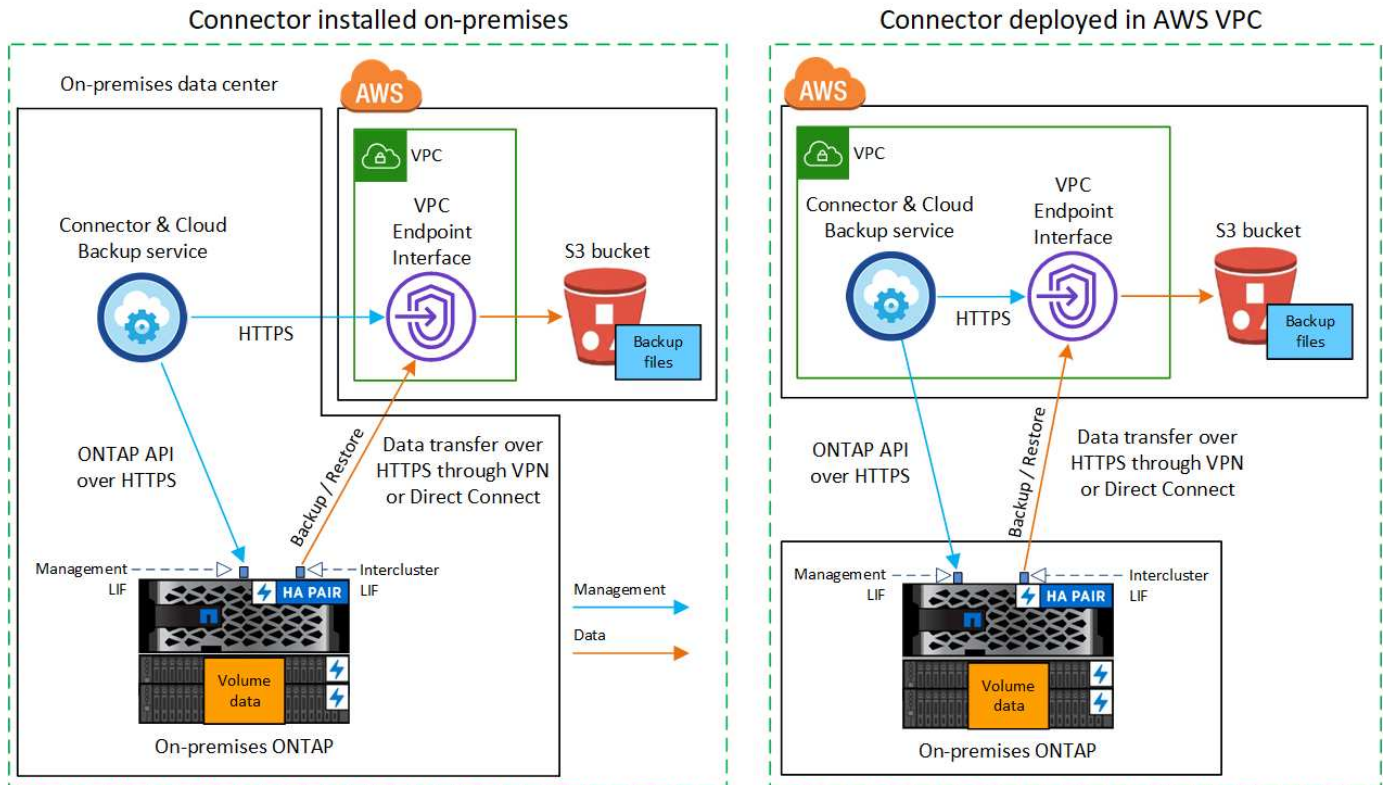 Connector installed on-premises
On-premises data center
AWS
VPC
VPC
Endpoint
Interface
Connector & Cloud
Backup service
S3 bucket
HTTPS
Backup
files
ONTAP API
over HTTPS
Backup / Restore
Data transfer over
HTTPS through VPN
or Direct Connect
Management
LIF
Intercluster
LIF
HA PAIR
Management
Data
Volume
data
On-premises ONTAP
Connector deployed in AWS VPC
AWS
VPC
Connector & Cloud
Backup service
VPC
Endpoint
Interface
S3 bucket
HTTPS
Backup
files
ONTAP API
over HTTPS
Backup / Restore
Data transfer over
HTTPS through VPN
or Direct Connect
Management
LIF
Intercluster
LIF
HA PAIR
Volume
data
On-premises ONTAP